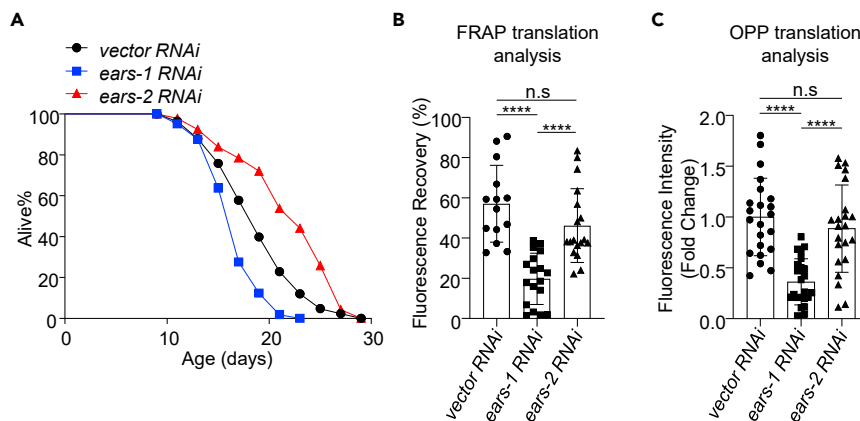 A
vector RNAi
ears-1 RNAi
ears-2 RNAi
100
80
60
40
20
0
Alive%
0
10
20
30
Age (days)
B
FRAP translation
analysis
n.s
****
****
100
80
60
40
20
0
Fluorescence Recovery (%)
vector RNAi
ears-1 RNAi
ears-2 RNAi
C
OPP translation
analysis
n.s
****
****
2.0
1.5
1.0
0.5
0.0
Fluorescence Intensity
(Fold Change)
vector RNAi
ears-1 RNAi
ears-2 RNAi